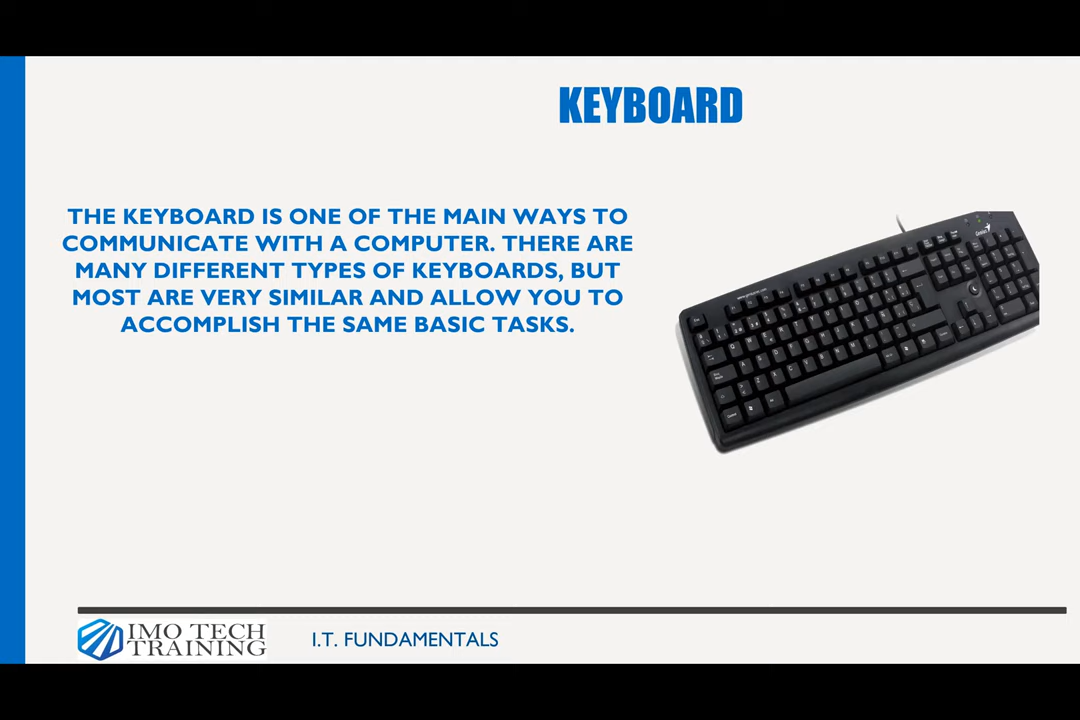 KEYBOARD
THE KEYBOARD IS ONE OF THE MAIN WAYS TO
COMMUNICATE WITH A COMPUTER. THERE ARE
MANY DIFFERENT TYPES OF KEYBOARDS, BUT
MOST ARE VERY SIMILAR AND ALLOW YOU TO
ACCOMPLISH THE SAME BASIC TASKS.
IMO TECH
TRAINING
I.T. FUNDAMENTALS